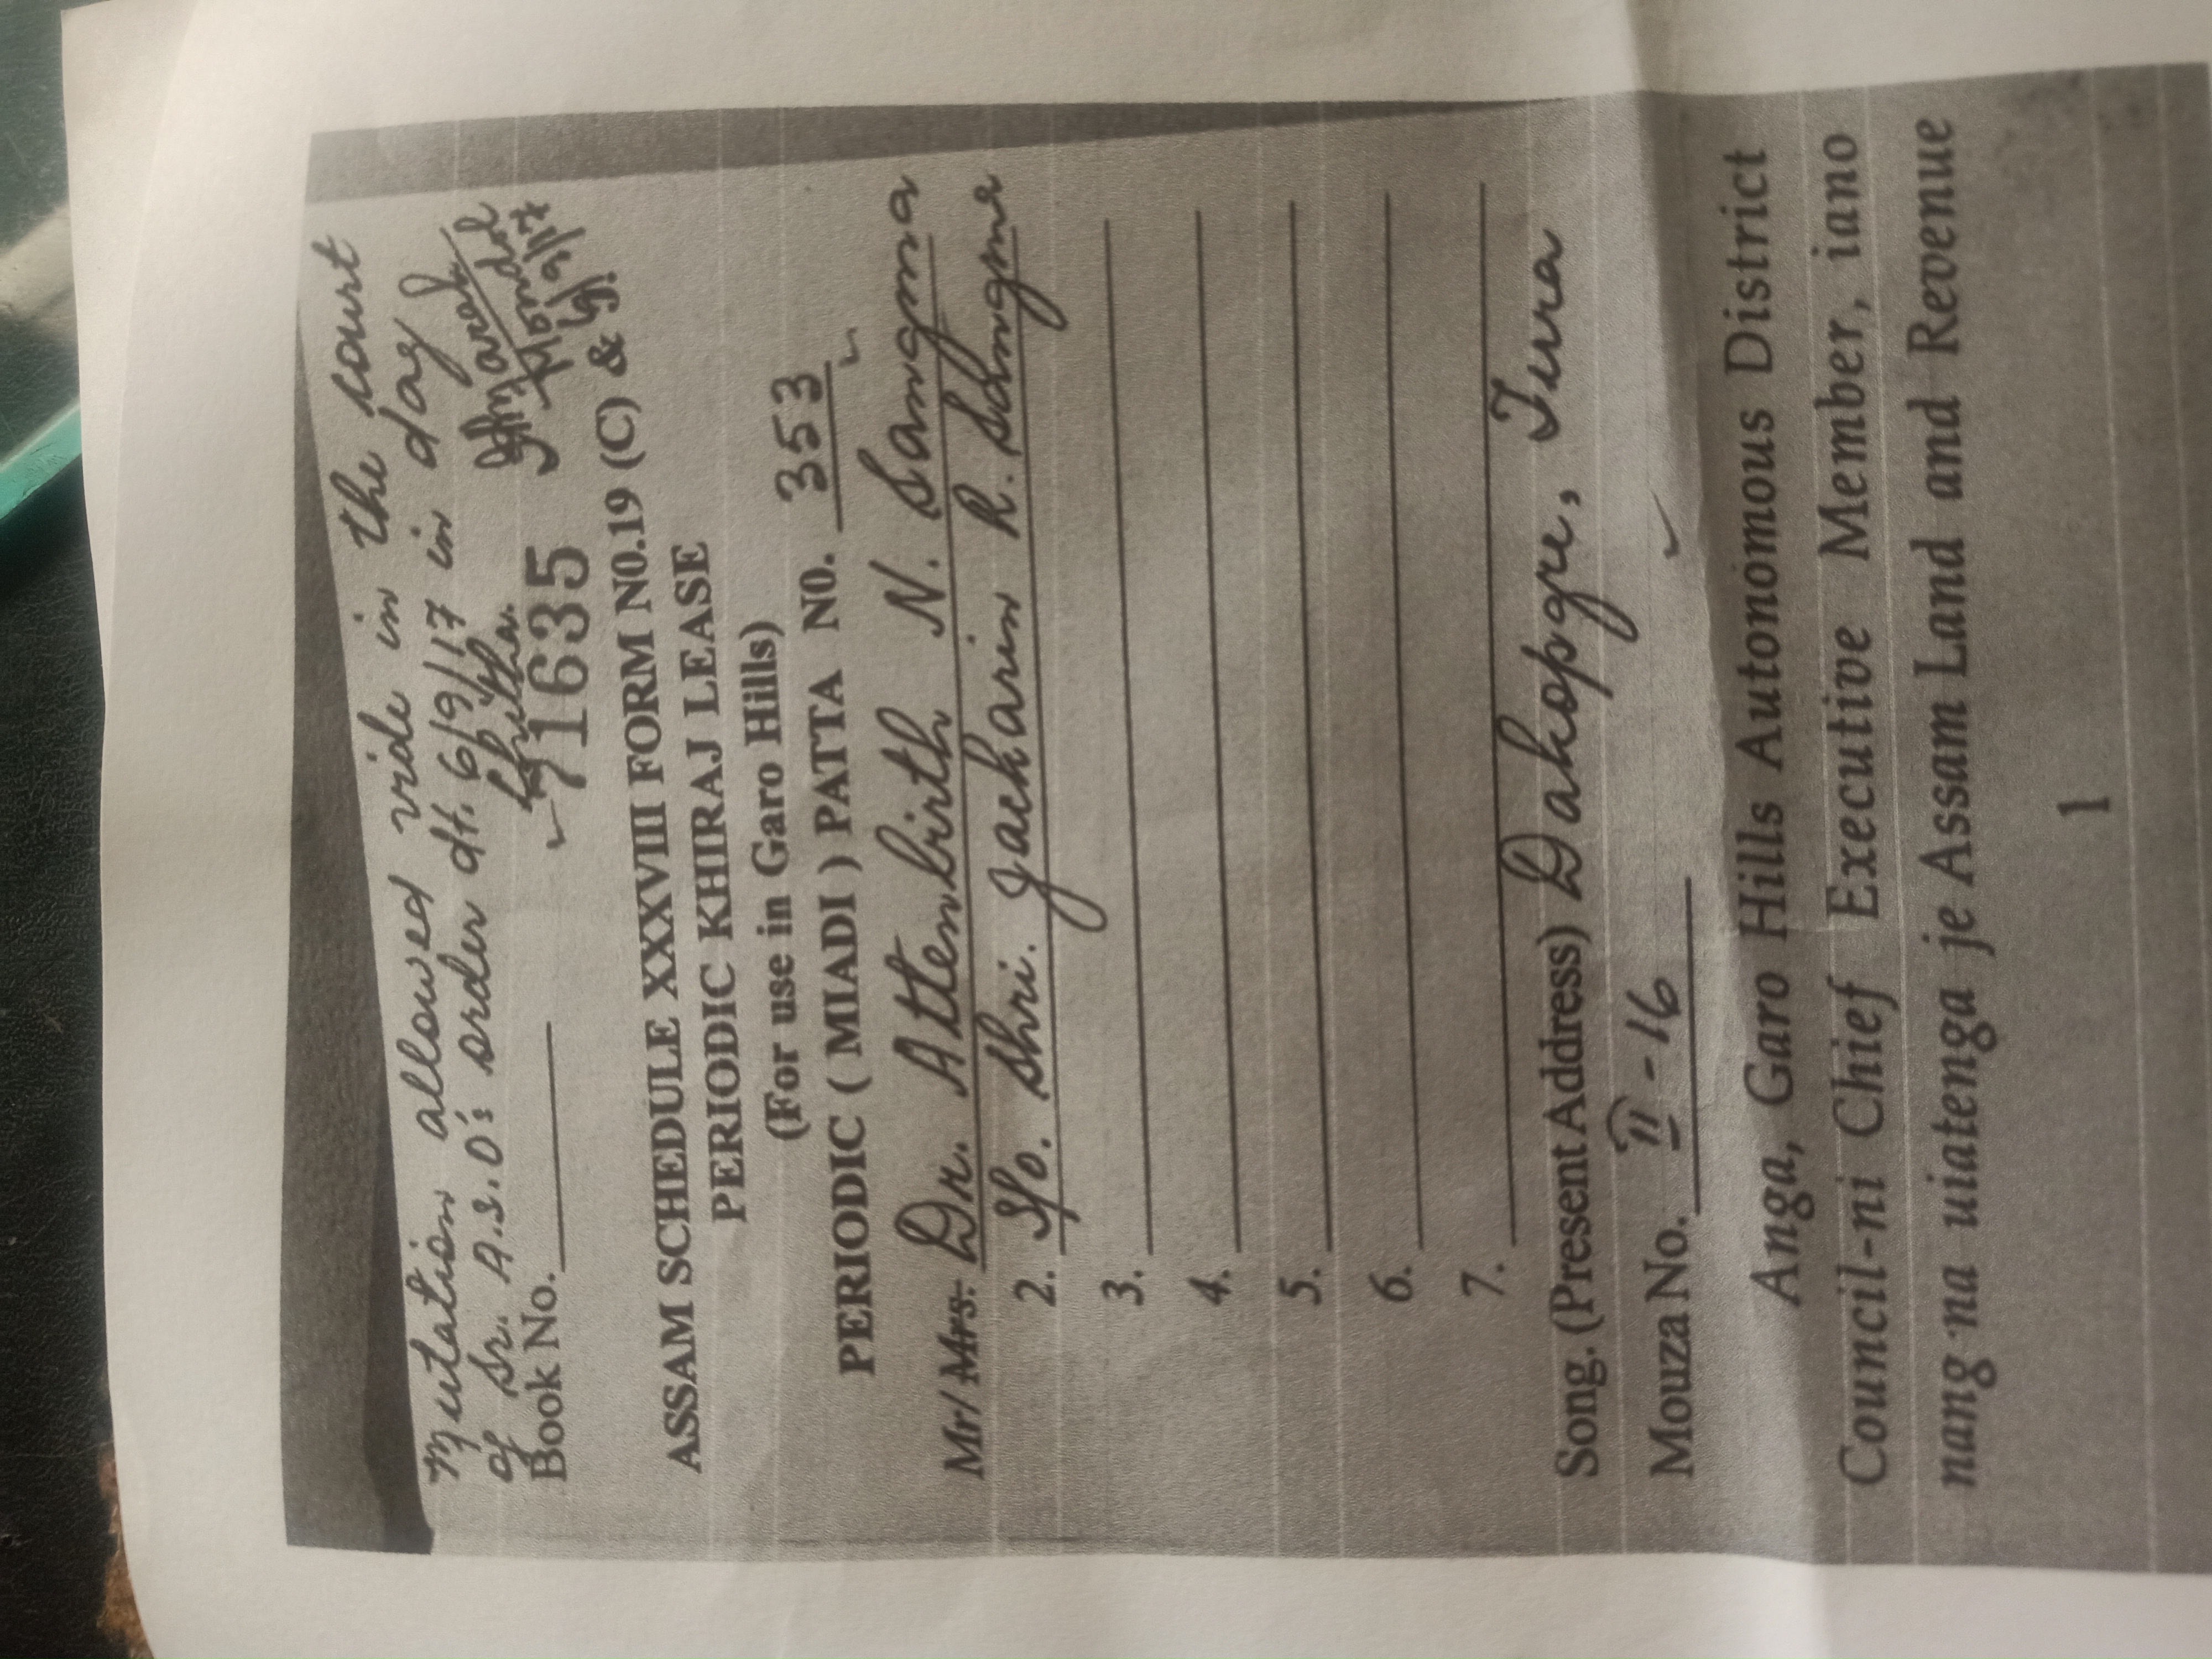 Mutation allowed vide in the court
of Sr. A.S.O's order dt. 6/9/17 in day
Book No. 71635
Mondal
ASSAM SCHEDULE XXXVIII FORM N0.19 (C) & (J).
PERIODIC KHIRAJ LEASE
(For use in Garo Hills)
PERIODIC ( MIADI ) PATTA N0. 353
Mr/ Mrs. Dr. Attenbirth N. Sangma
2. S/o. Shri. Jackarin R. Sangma
3.
4.
5.
6.
7.
Song. (Present Address) Dakopgre, Tura
Mouza No. II - 16
Anga, Garo Hills Autonomous District
Council-ni Chief Executive Member, iano
nang·na uiatenga je Assam Land and Revenue
1